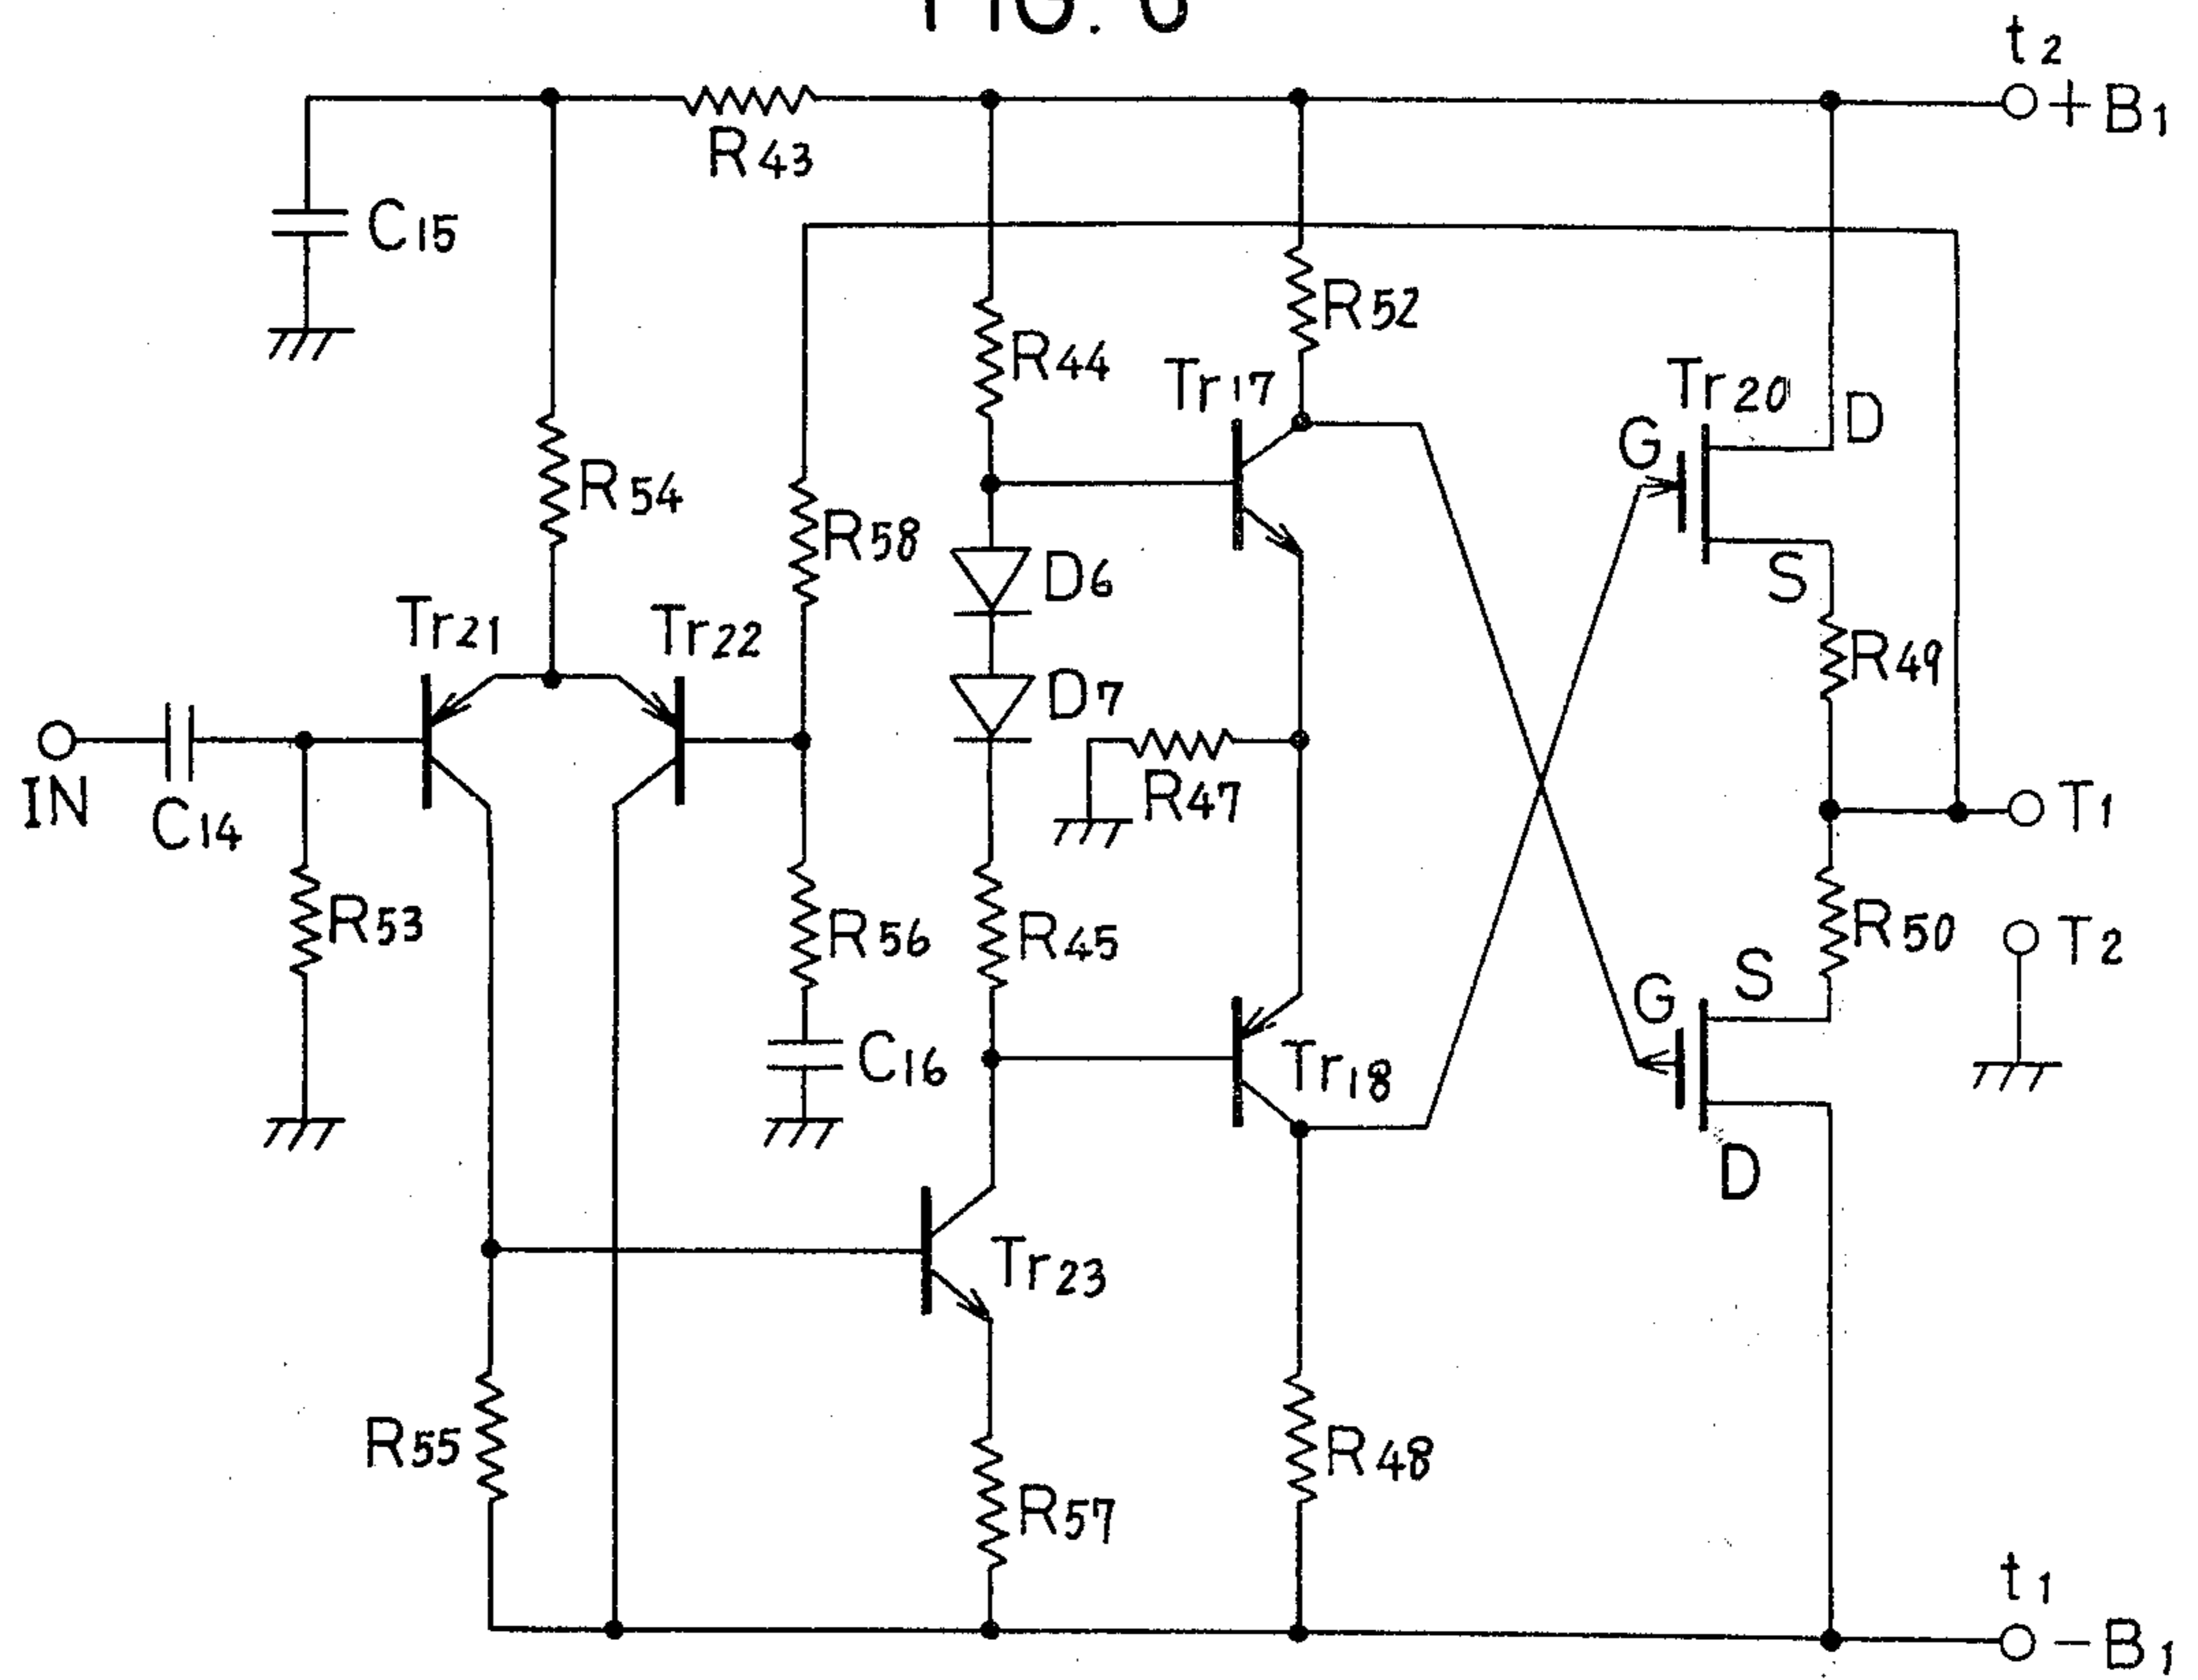 t2
+B1
R43
C15
R52
R44
Tr17
Tr20
D
G
R54
R58
D6
S
Tr21
Tr22
R49
D7
IN
C14
R47
T1
R53
R56
R45
R50
T2
S
G
C16
Tr18
D
Tr23
R55
R48
R57
t1
-B1